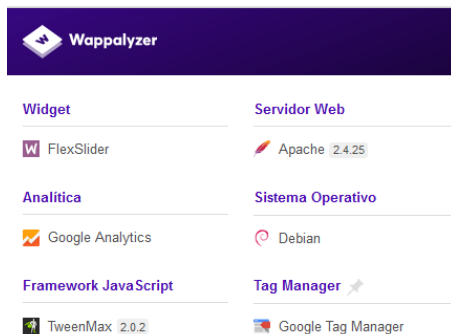 Wappalyzer
Widget
FlexSlider
Servidor Web
Apache 2.4.25
Analítica
Google Analytics
Sistema Operativo
Debian
Framework JavaScript
TweenMax 2.0.2
Tag Manager
Google Tag Manager